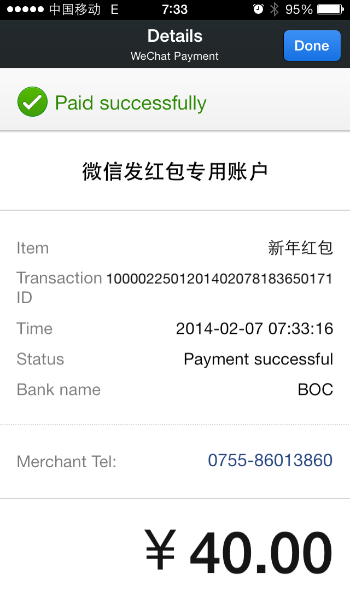 中国移动 E 7:33 95%
Details
WeChat Payment
Done
Paid successfully
微信发红包专用账户
Item 新年红包
Transaction 1000022501201402078183650171
ID
Time 2014-02-07 07:33:16
Status Payment successful
Bank name BOC
Merchant Tel: 0755-86013860
¥ 40.00